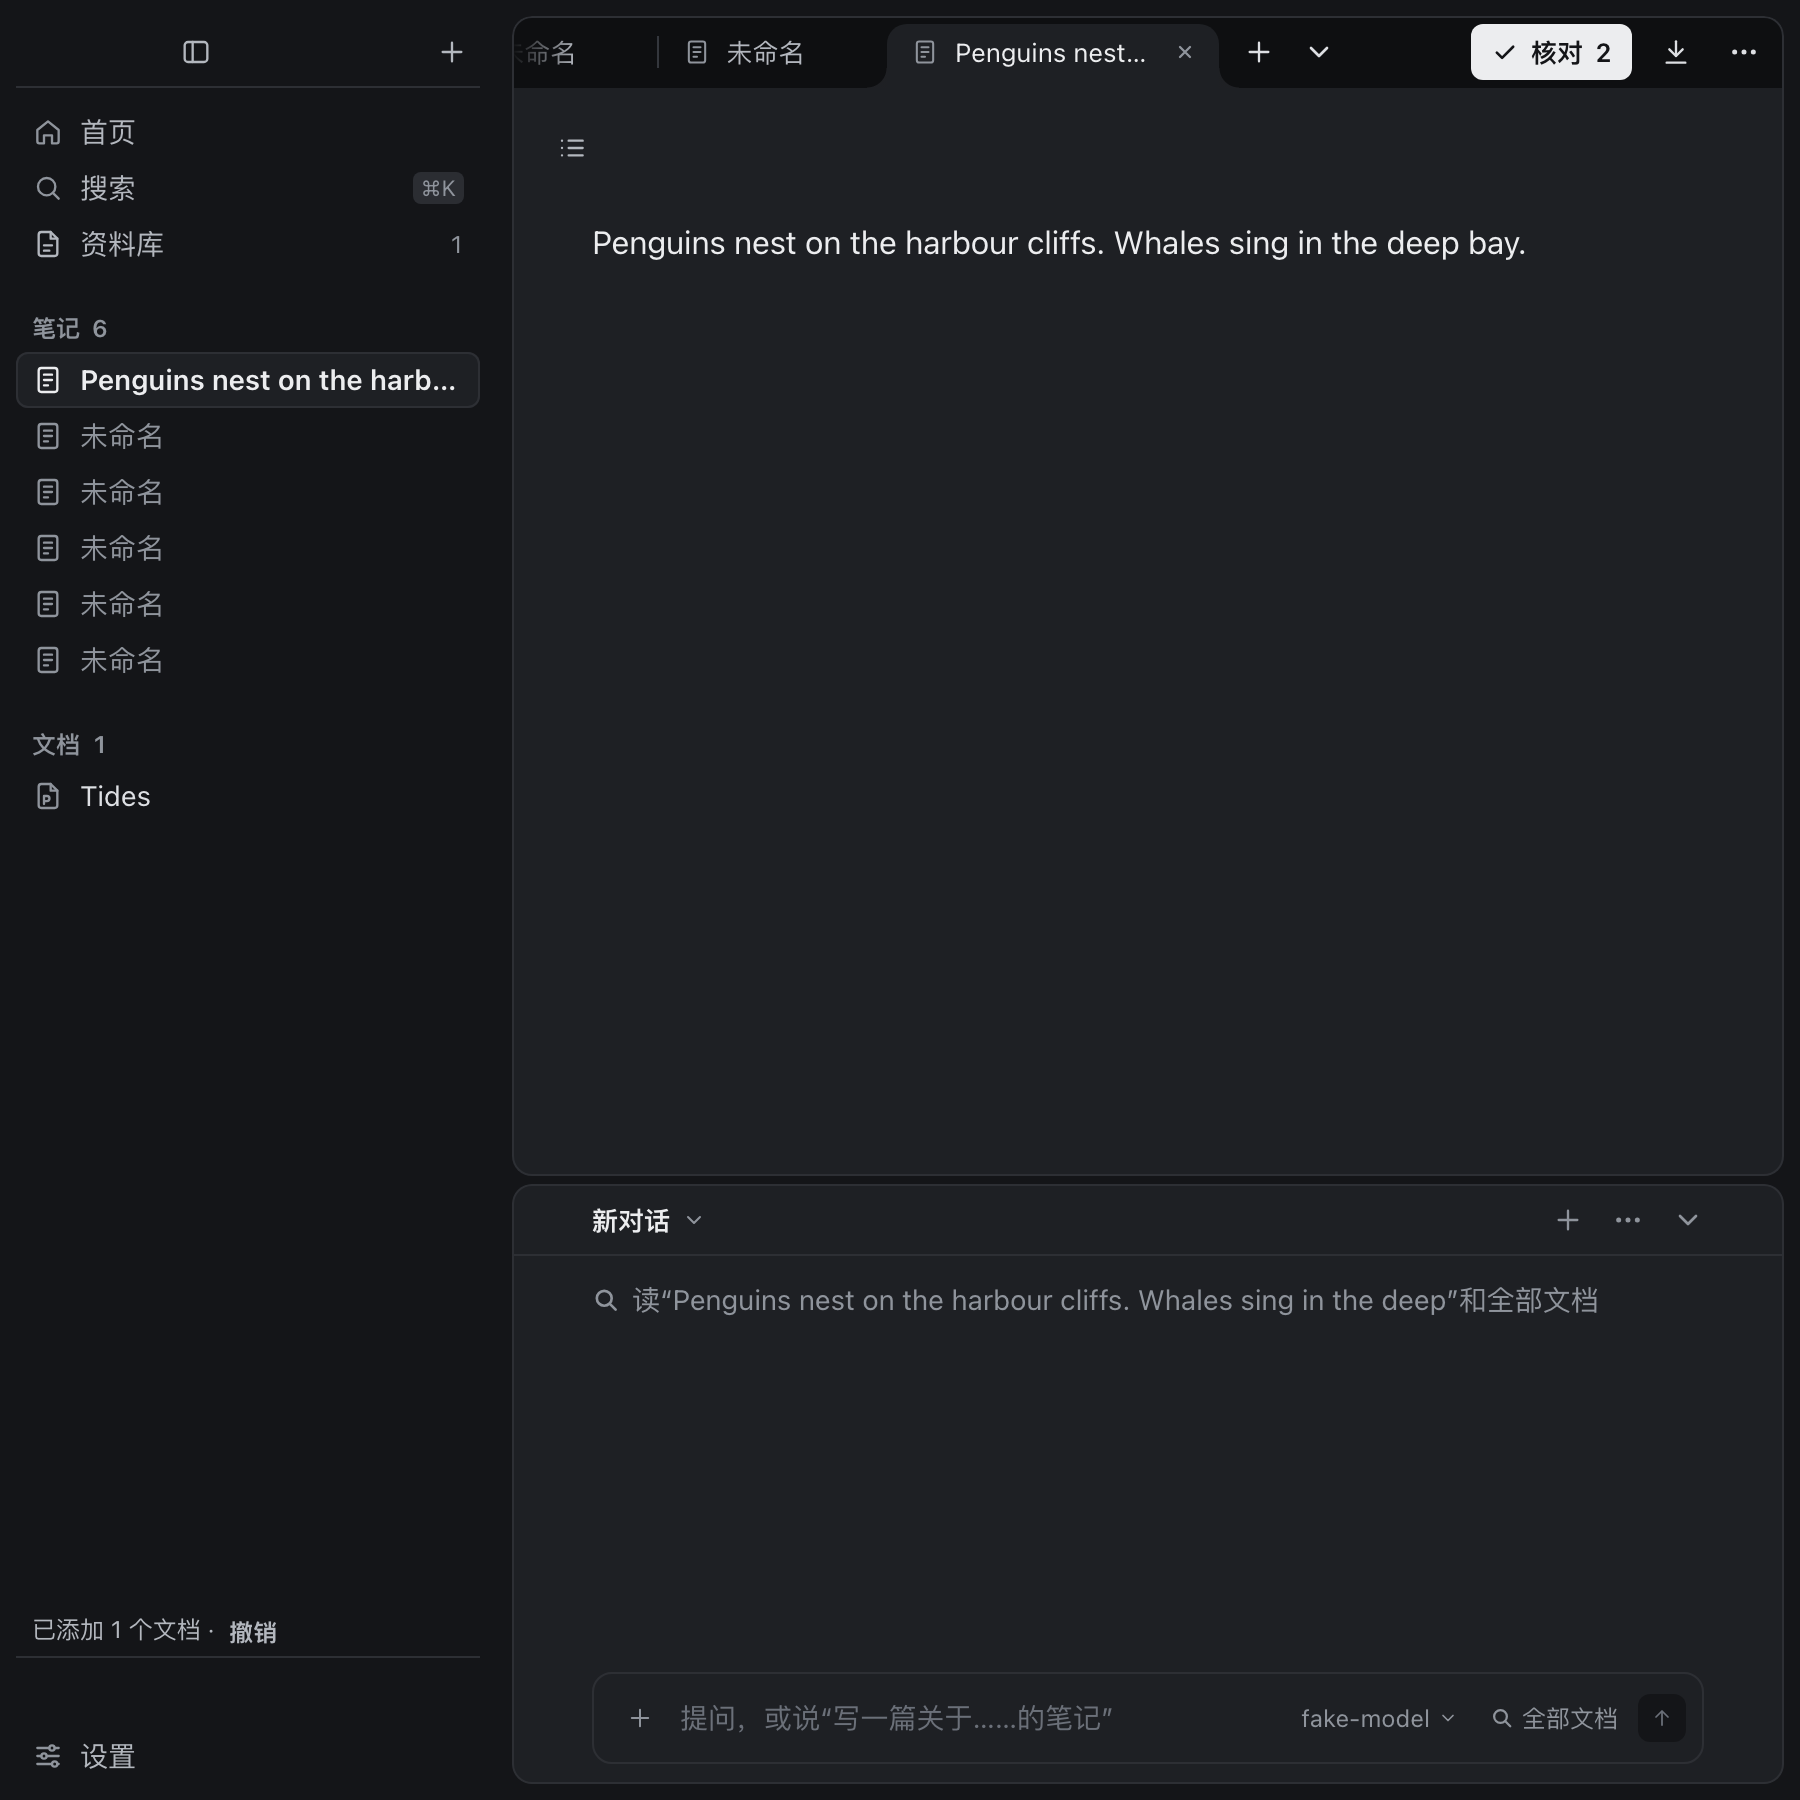 命名
未命名
Penguins nest...
核对 2
首页
搜索 ⌘K
资料库 1
笔记 6
Penguins nest on the harb...
未命名
未命名
未命名
未命名
未命名
文档 1
Tides
已添加 1 个文档 · 撤销
设置
Penguins nest on the harbour cliffs. Whales sing in the deep bay.
新对话
读“Penguins nest on the harbour cliffs. Whales sing in the deep”和全部文档
提问，或说“写一篇关于……的笔记”
fake-model 全部文档